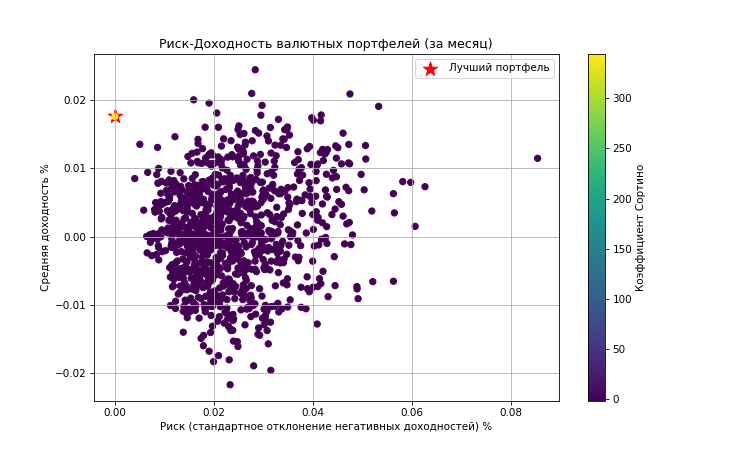 Риск-Доходность валютных портфелей (за месяц)
Лучший портфель
Средняя доходность %
0.02
0.01
0.00
−0.01
−0.02
0.00 0.02 0.04 0.06 0.08
Риск (стандартное отклонение негативных доходностей) %
300
250
200
150
100
50
0
Коэффициент Сортино